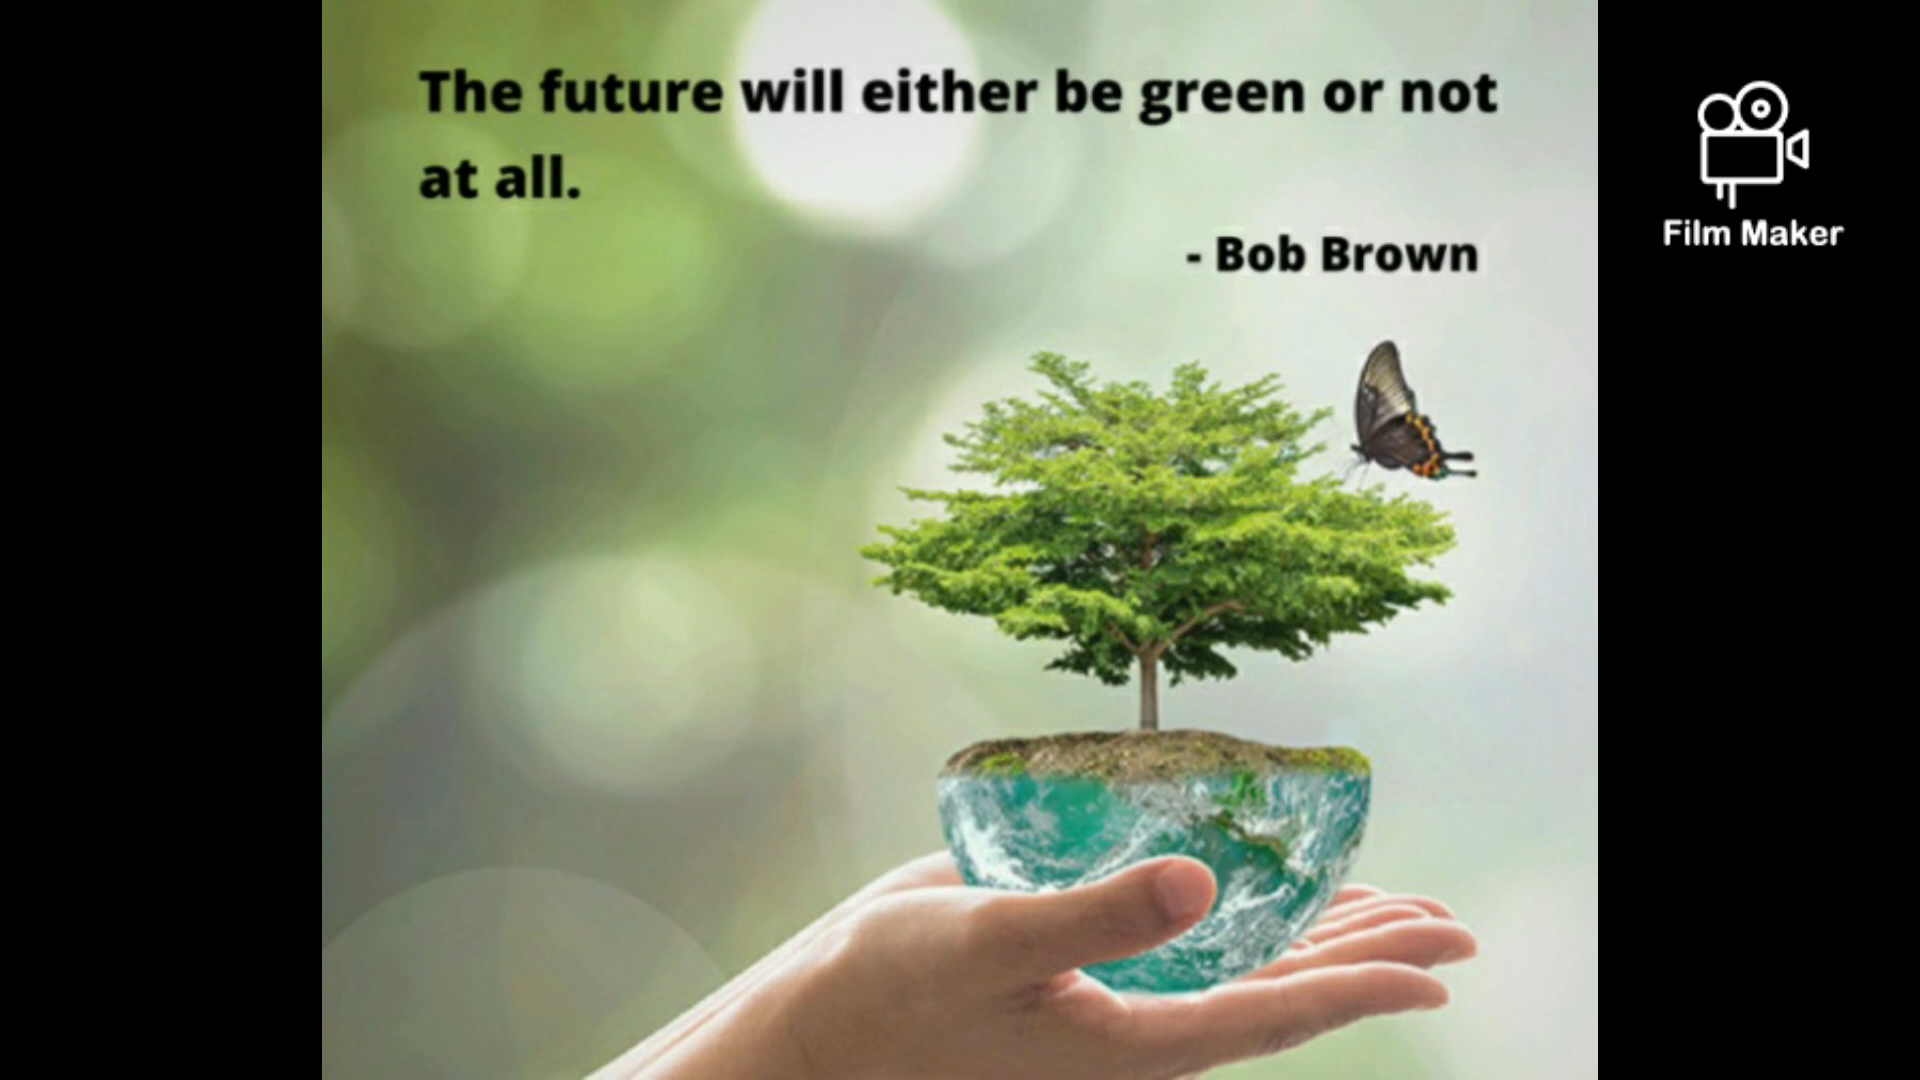 The future will either be green or not
at all.
- Bob Brown
Film Maker